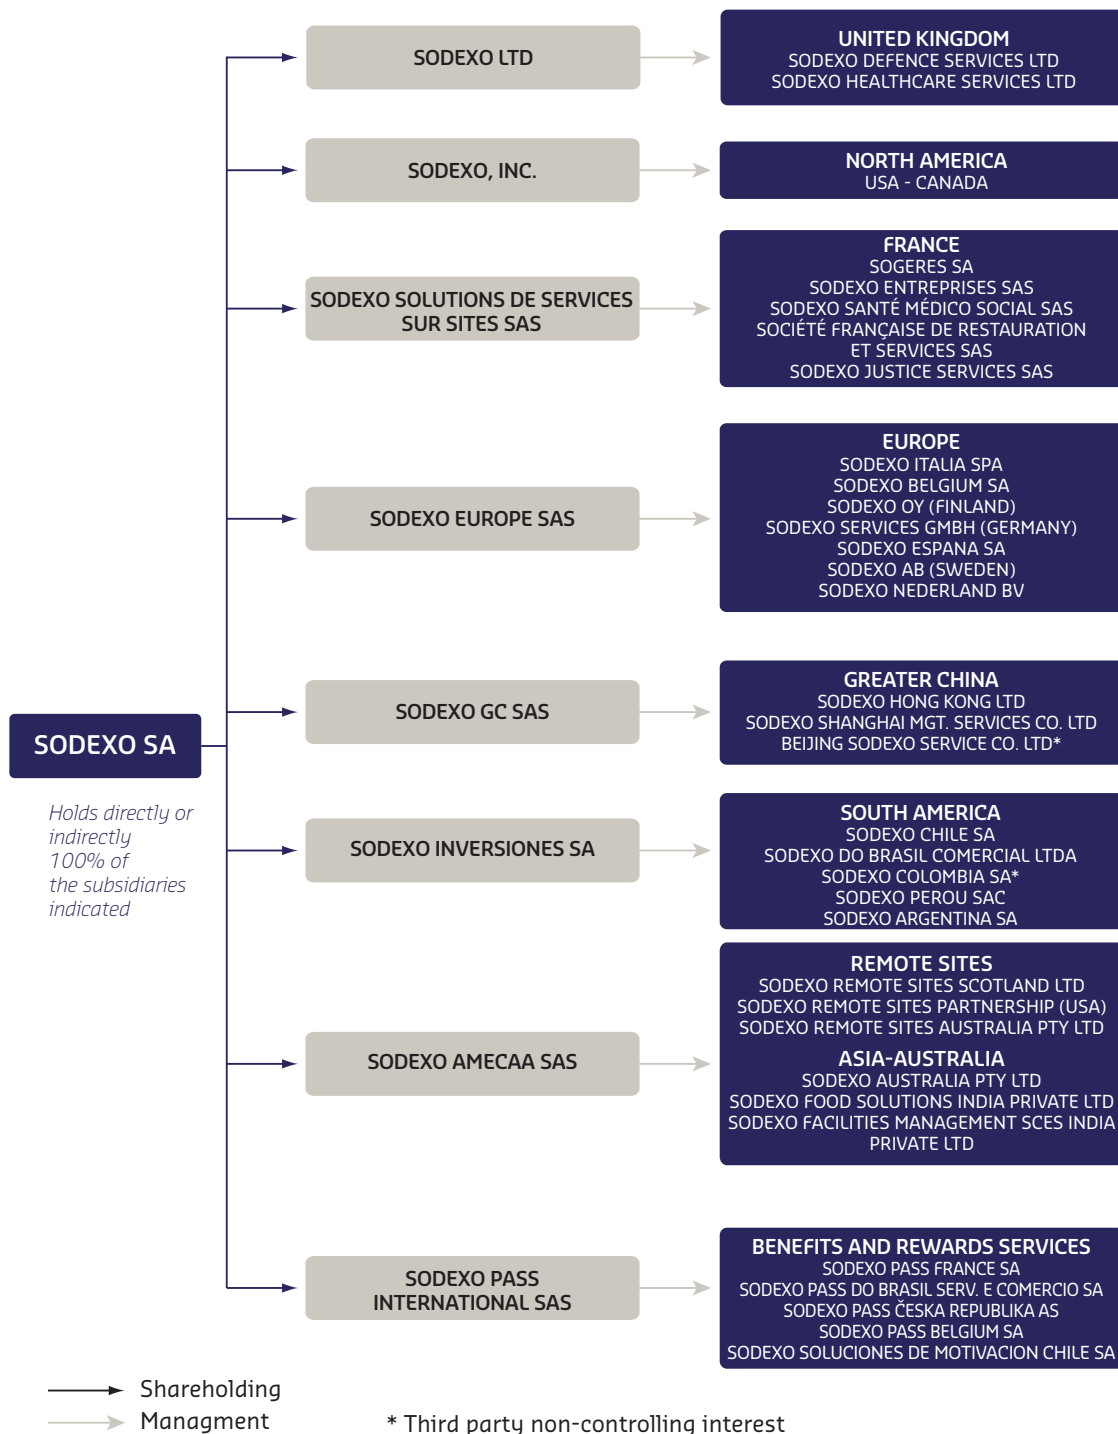 SODEXO LTD
UNITED KINGDOM
SODEXO DEFENCE SERVICES LTD
SODEXO HEALTHCARE SERVICES LTD
SODEXO, INC.
NORTH AMERICA
USA - CANADA
SODEXO SOLUTIONS DE SERVICES
SUR SITES SAS
FRANCE
SOGERES SA
SODEXO ENTREPRISES SAS
SODEXO SANTÉ MÉDICO SOCIAL SAS
SOCIÉTÉ FRANÇAISE DE RESTAURATION
ET SERVICES SAS
SODEXO JUSTICE SERVICES SAS
SODEXO EUROPE SAS
EUROPE
SODEXO ITALIA SPA
SODEXO BELGIUM SA
SODEXO OY (FINLAND)
SODEXO SERVICES GMBH (GERMANY)
SODEXO ESPANA SA
SODEXO AB (SWEDEN)
SODEXO NEDERLAND BV
SODEXO GC SAS
GREATER CHINA
SODEXO HONG KONG LTD
SODEXO SHANGHAI MGT. SERVICES CO. LTD
BEIJING SODEXO SERVICE CO. LTD*
SODEXO SA
Holds directly or
indirectly
100% of
the subsidiaries
indicated
SODEXO INVERSIONES SA
SOUTH AMERICA
SODEXO CHILE SA
SODEXO DO BRASIL COMERCIAL LTDA
SODEXO COLOMBIA SA*
SODEXO PEROU SAC
SODEXO ARGENTINA SA
SODEXO AMECAA SAS
REMOTE SITES
SODEXO REMOTE SITES SCOTLAND LTD
SODEXO REMOTE SITES PARTNERSHIP (USA)
SODEXO REMOTE SITES AUSTRALIA PTY LTD
ASIA-AUSTRALIA
SODEXO AUSTRALIA PTY LTD
SODEXO FOOD SOLUTIONS INDIA PRIVATE LTD
SODEXO FACILITIES MANAGEMENT SCES INDIA
PRIVATE LTD
SODEXO PASS
INTERNATIONAL SAS
BENEFITS AND REWARDS SERVICES
SODEXO PASS FRANCE SA
SODEXO PASS DO BRASIL SERV. E COMERCIO SA
SODEXO PASS ČESKA REPUBLIKA AS
SODEXO PASS BELGIUM SA
SODEXO SOLUCIONES DE MOTIVACION CHILE SA
Shareholding
Managment
* Third party non-controlling interest